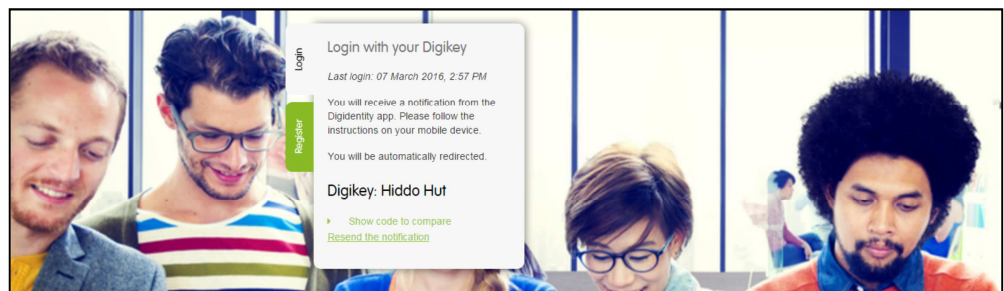 Login
Register
Login with your Digikey
Last login: 07 March 2016, 2:57 PM
You will receive a notification from the
Digidentity app. Please follow the
instructions on your mobile device.
You will be automatically redirected.
Digikey: Hiddo Hut
Show code to compare
Resend the notification